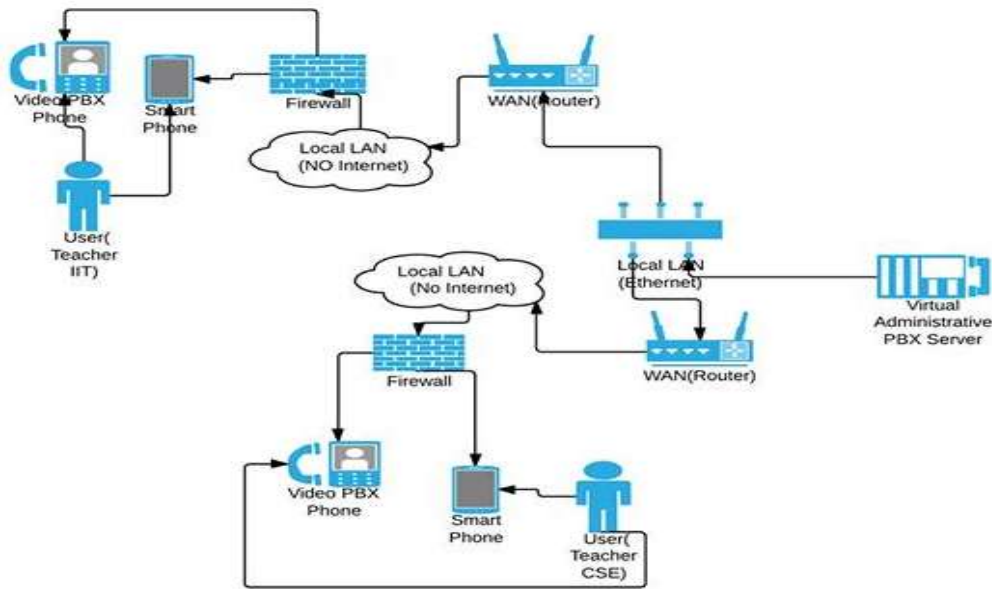 Video PBX
Phone
Smart
Phone
Firewall
WAN(Router)
Local LAN
(NO Internet)
User(
Teacher
IIT)
Local LAN
(Ethernet)
Virtual
Administrative
PBX Server
Local LAN
(No Internet)
Firewall
WAN(Router)
Video PBX
Phone
Smart
Phone
User(
Teacher
CSE)